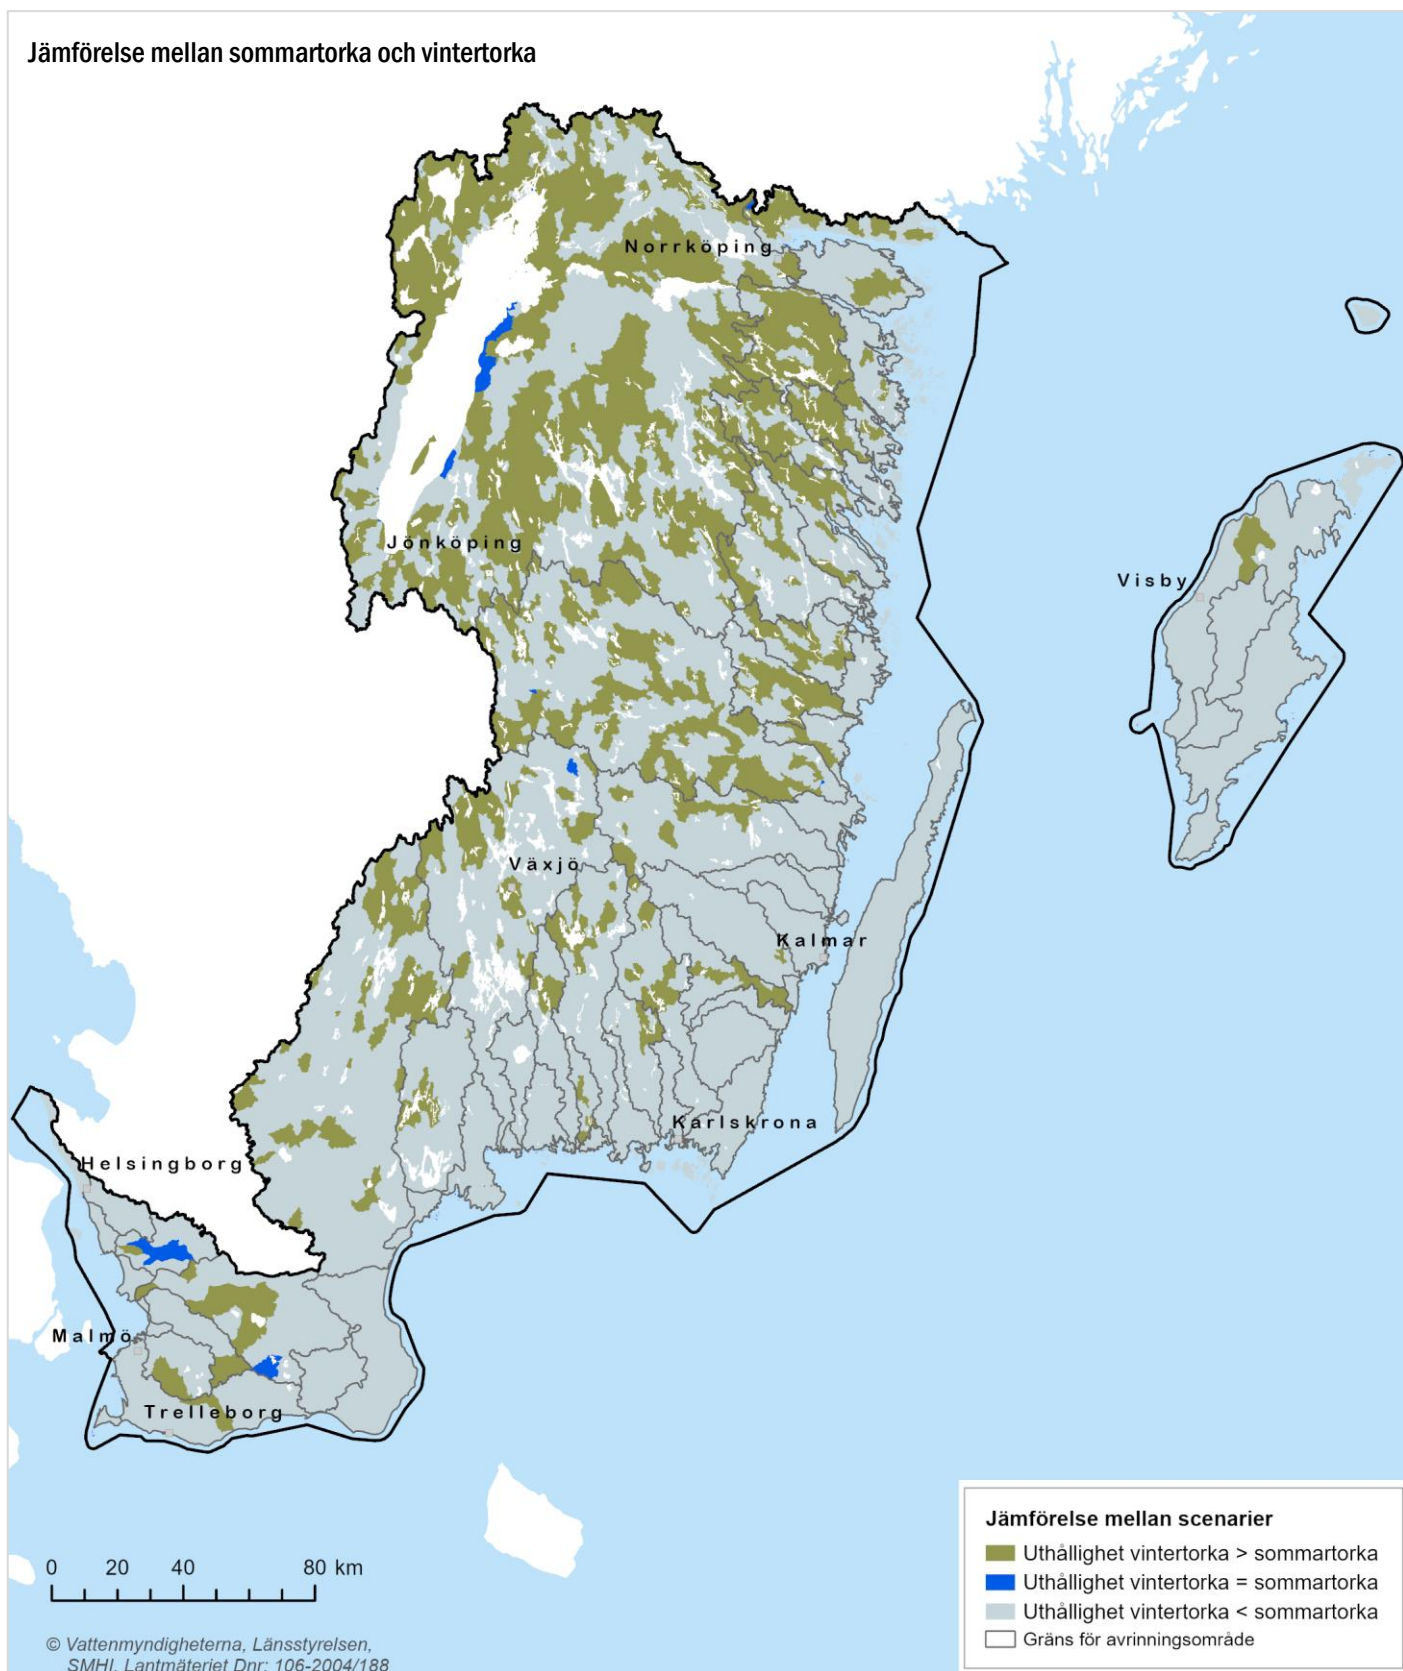 Jämförelse mellan sommartorka och vintertorka
Norrköping
Jönköping
Visby
Växjö
Kalmar
Karlskrona
Helsingborg
Malmö
Trelleborg
Jämförelse mellan scenarier
Uthållighet vintertorka > sommartorka
Uthållighet vintertorka = sommartorka
Uthållighet vintertorka < sommartorka
Gräns för avrinningsområde
0 20 40 80 km
© Vattenmyndigheterna, Länsstyrelsen,
SMHI, Lantmäteriet Dnr: 106-2004/188